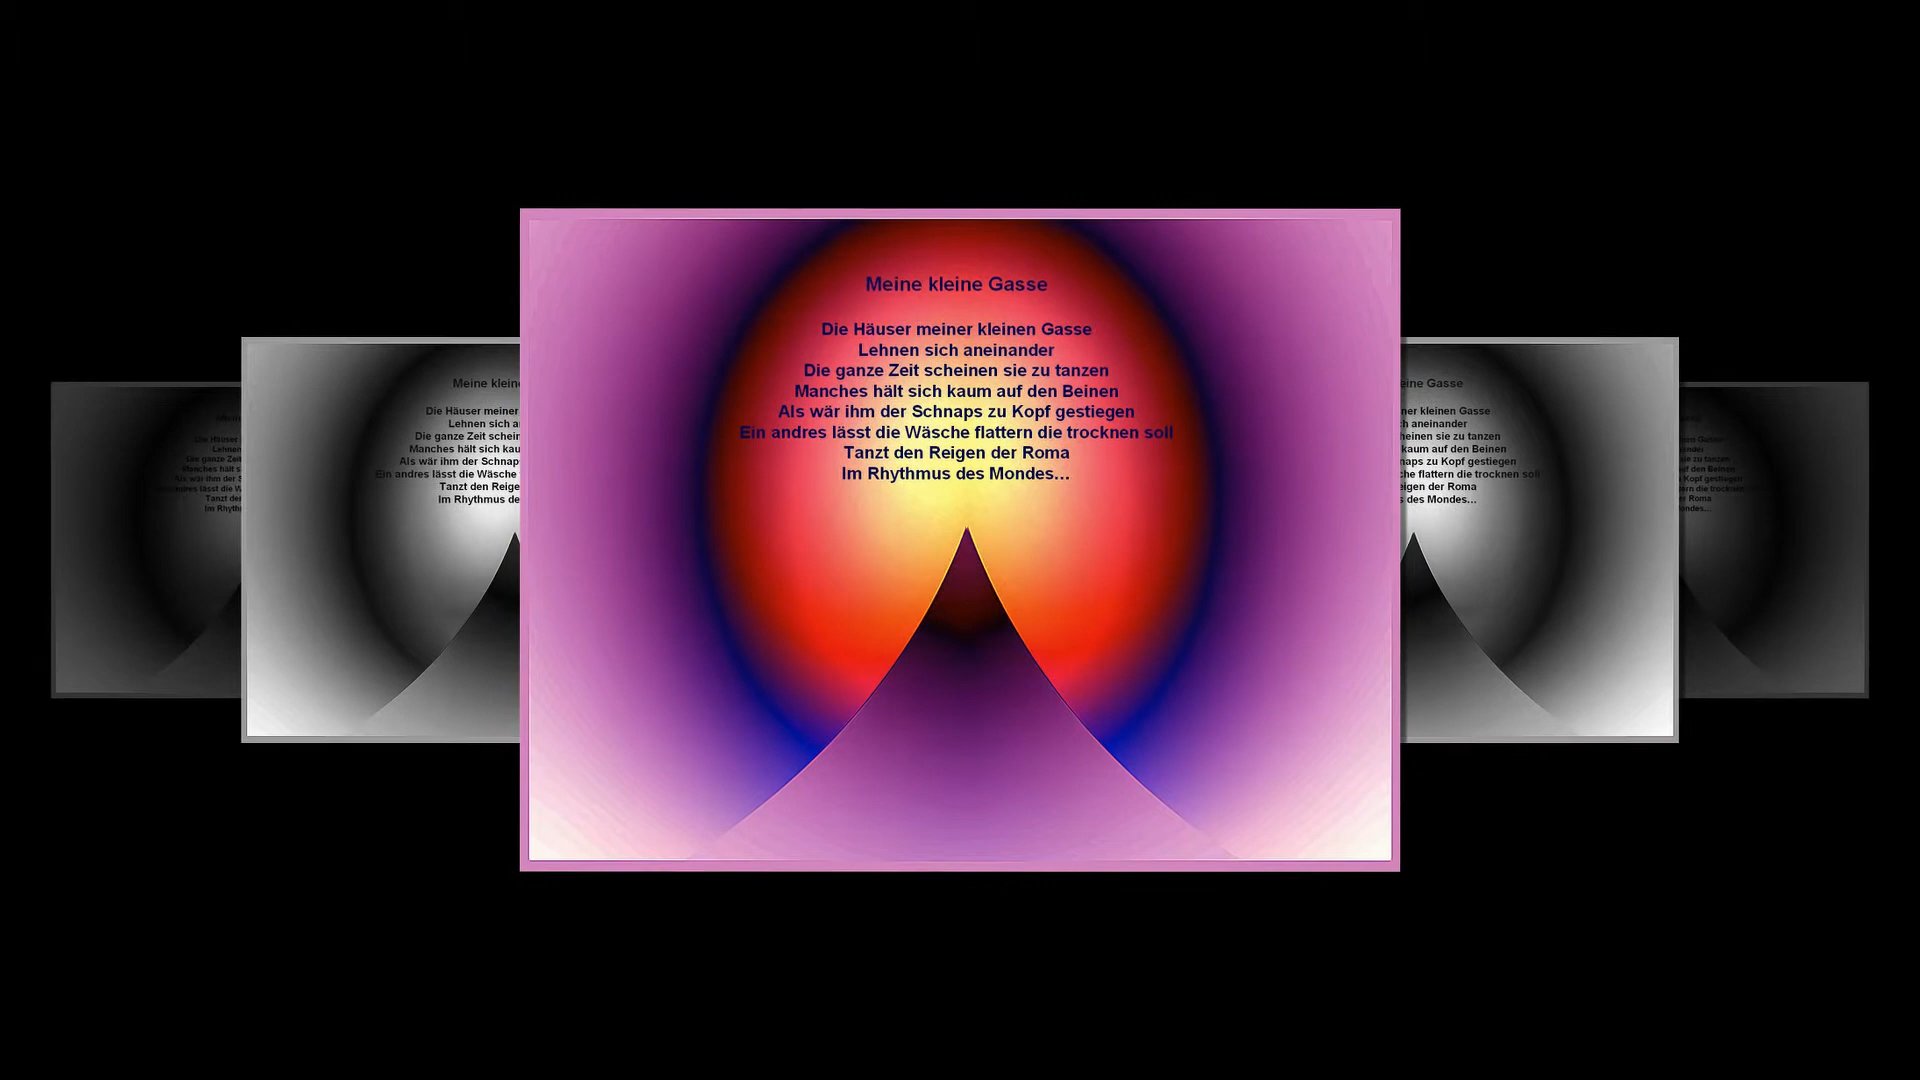 Meine kleine Gasse
Die Häuser meiner kleinen Gasse
Lehnen sich aneinander
Die ganze Zeit scheinen sie zu tanzen
Manches hält sich kaum auf den Beinen
Als wär ihm der Schnaps zu Kopf gestiegen
Ein andres lässt die Wäsche flattern die trocknen soll
Tanzt den Reigen der Roma
Im Rhythmus des Mondes...